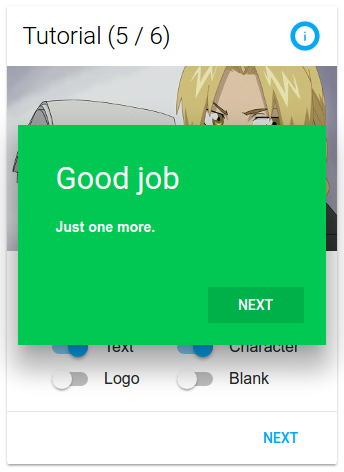 Tutorial (5 / 6)
Good job
Just one more.
NEXT
Text Character
Logo Blank
NEXT